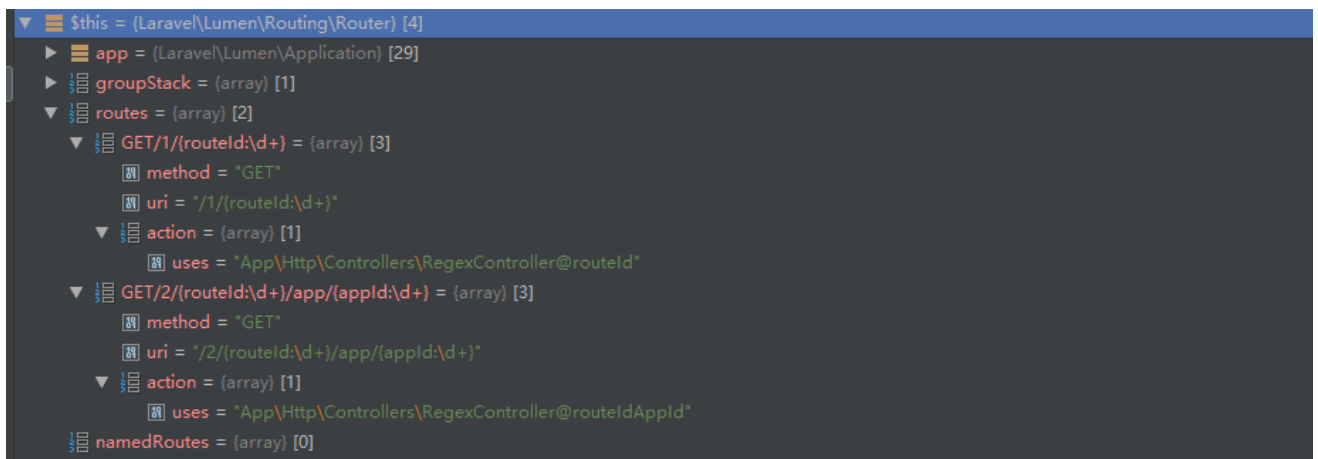 $this = {Laravel\Lumen\Routing\Router} [4]
app = {Laravel\Lumen\Application} [29]
groupStack = {array} [1]
routes = {array} [2]
GET/1/{routeId:\d+} = {array} [3]
method = "GET"
uri = "/1/{routeId:\d+}"
action = {array} [1]
uses = "App\Http\Controllers\RegexController@routeId"
GET/2/{routeId:\d+}/app/{appId:\d+} = {array} [3]
method = "GET"
uri = "/2/{routeId:\d+}/app/{appId:\d+}"
action = {array} [1]
uses = "App\Http\Controllers\RegexController@routeIdAppId"
namedRoutes = {array} [0]